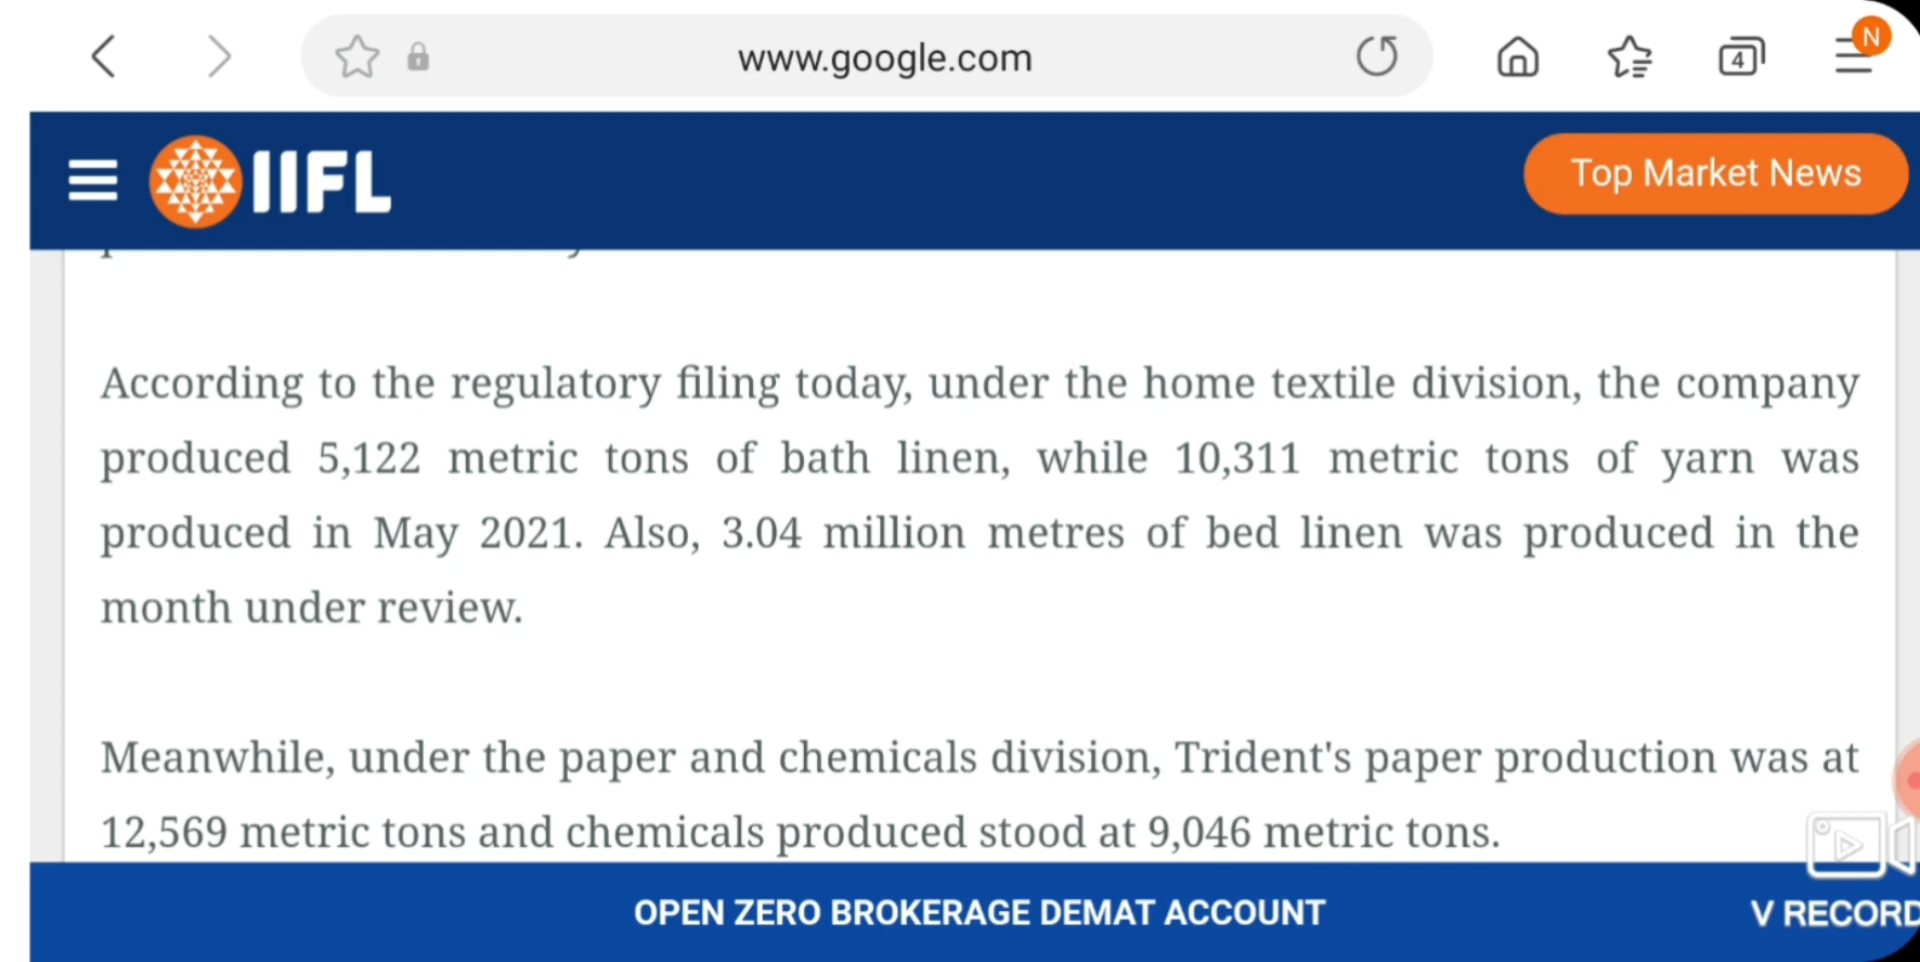 www.google.com
4
N
IIFL
Top Market News
According to the regulatory filing today, under the home textile division, the company
produced 5,122 metric tons of bath linen, while 10,311 metric tons of yarn was
produced in May 2021. Also, 3.04 million metres of bed linen was produced in the
month under review.
Meanwhile, under the paper and chemicals division, Trident's paper production was at
12,569 metric tons and chemicals produced stood at 9,046 metric tons.
OPEN ZERO BROKERAGE DEMAT ACCOUNT
V RECORD